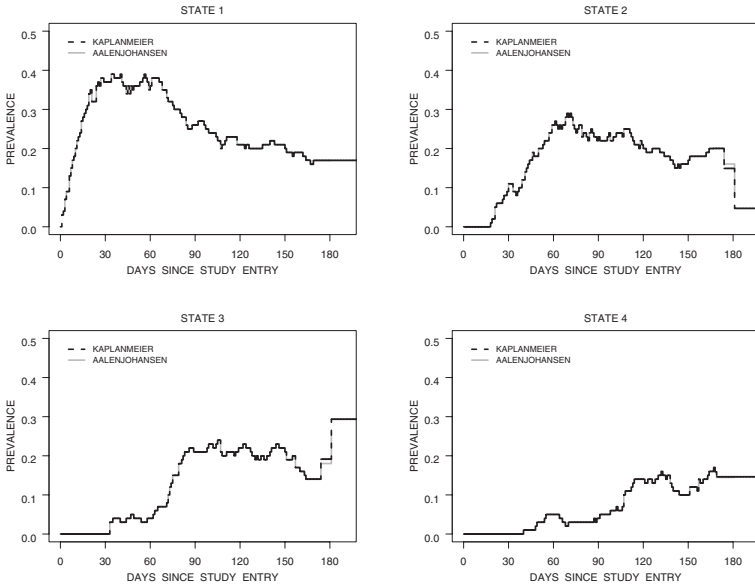 STATE 1
KAPLANMEIER
AALENJOHANSEN
PREVALENCE
0.5
0.4
0.3
0.2
0.1
0.0
0 30 60 90 120 150 180
DAYS SINCE STUDY ENTRY
STATE 2
KAPLANMEIER
AALENJOHANSEN
PREVALENCE
0.5
0.4
0.3
0.2
0.1
0.0
0 30 60 90 120 150 180
DAYS SINCE STUDY ENTRY
STATE 3
KAPLANMEIER
AALENJOHANSEN
PREVALENCE
0.5
0.4
0.3
0.2
0.1
0.0
0 30 60 90 120 150 180
DAYS SINCE STUDY ENTRY
STATE 4
KAPLANMEIER
AALENJOHANSEN
PREVALENCE
0.5
0.4
0.3
0.2
0.1
0.0
0 30 60 90 120 150 180
DAYS SINCE STUDY ENTRY